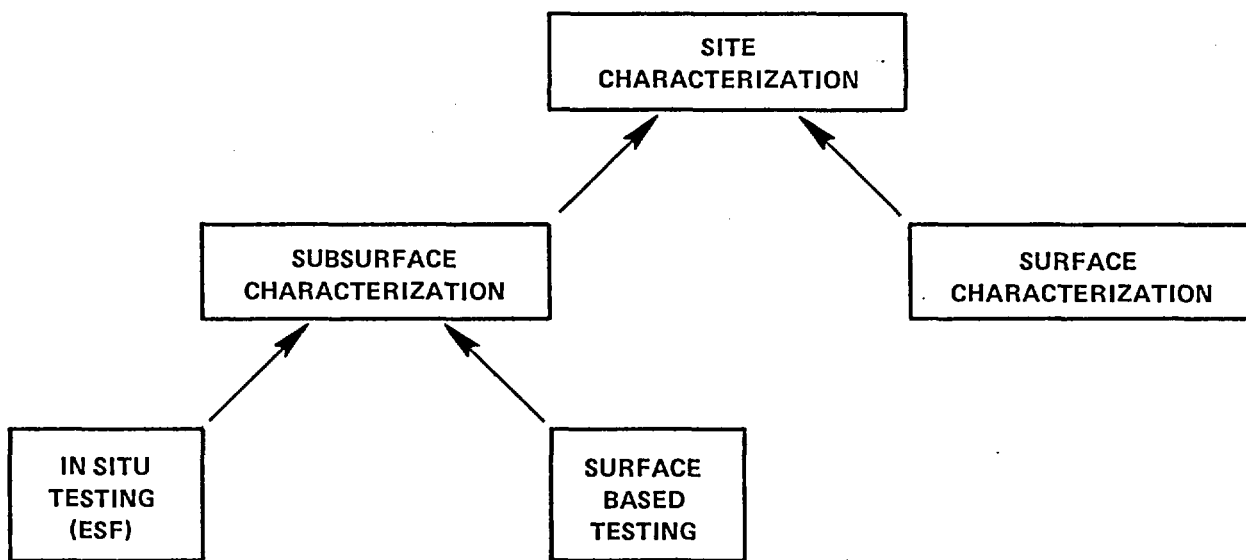 SITE
CHARACTERIZATION
SUBSURFACE
CHARACTERIZATION
SURFACE
CHARACTERIZATION
IN SITU
TESTING
(ESF)
SURFACE
BASED
TESTING